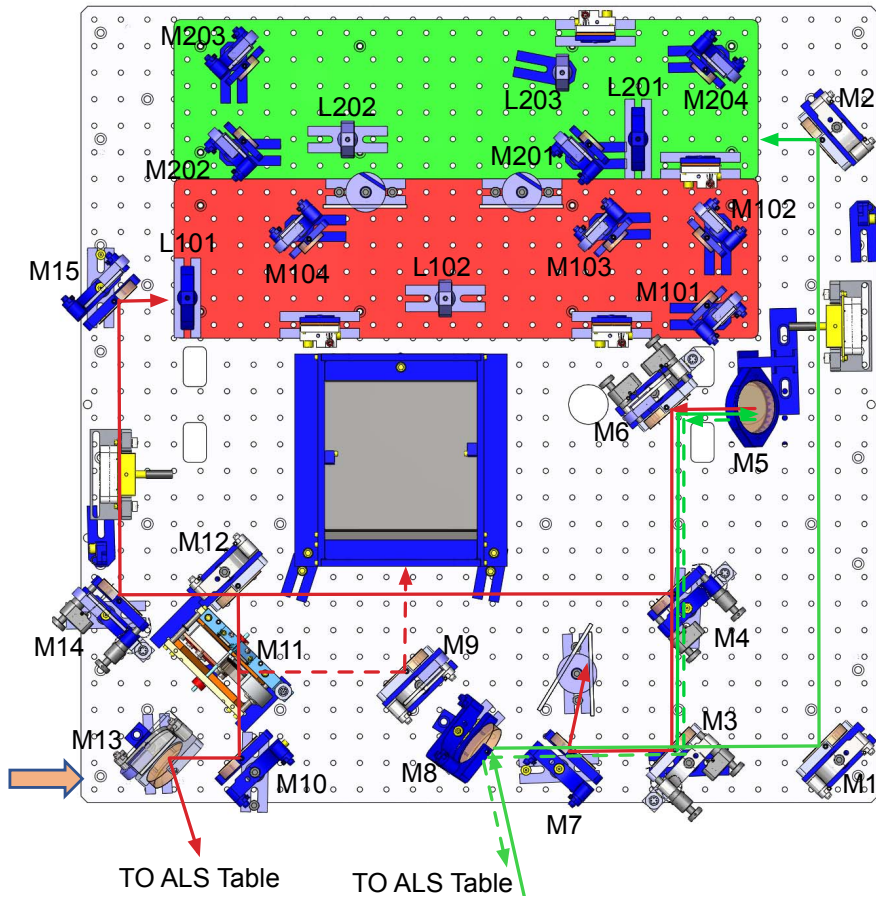 M203
L203
L201
M204
M2
L202
M202
M201
M102
L101
M15
M104
L102
M103
M101
M6
M5
M12
M14
M11
M9
M4
M13
M10
M8
M7
M3
M1
TO ALS Table
TO ALS Table